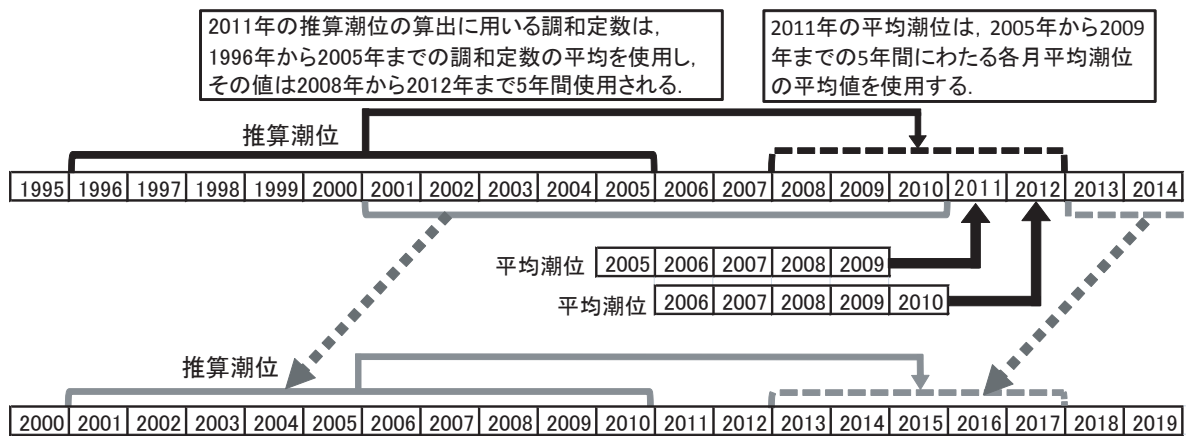 2011年の推算潮位の算出に用いる調和定数は，
1996年から2005年までの調和定数の平均を使用し，
その値は2008年から2012年まで5年間使用される．
2011年の平均潮位は，2005年から2009
年までの5年間にわたる各月平均潮位
の平均値を使用する．
推算潮位
1995 1996 1997 1998 1999 2000 2001 2002 2003 2004 2005 2006 2007 2008 2009 2010 2011 2012 2013 2014
平均潮位 2005 2006 2007 2008 2009
平均潮位 2006 2007 2008 2009 2010
推算潮位
2000 2001 2002 2003 2004 2005 2006 2007 2008 2009 2010 2011 2012 2013 2014 2015 2016 2017 2018 2019